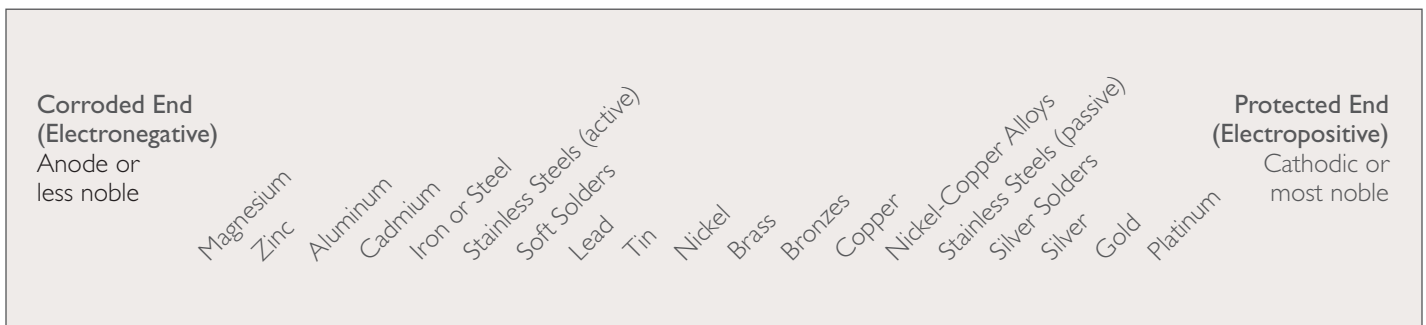 Corroded End
(Electronegative)
Anode or
less noble
Magnesium
Zinc
Aluminum
Cadmium
Iron or Steel
Stainless Steels (active)
Soft Solders
Lead
Tin
Nickel
Brass
Bronzes
Copper
Nickel-Copper Alloys
Stainless Steels (passive)
Silver Solders
Silver
Gold
Platinum
Protected End
(Electropositive)
Cathodic or
most noble